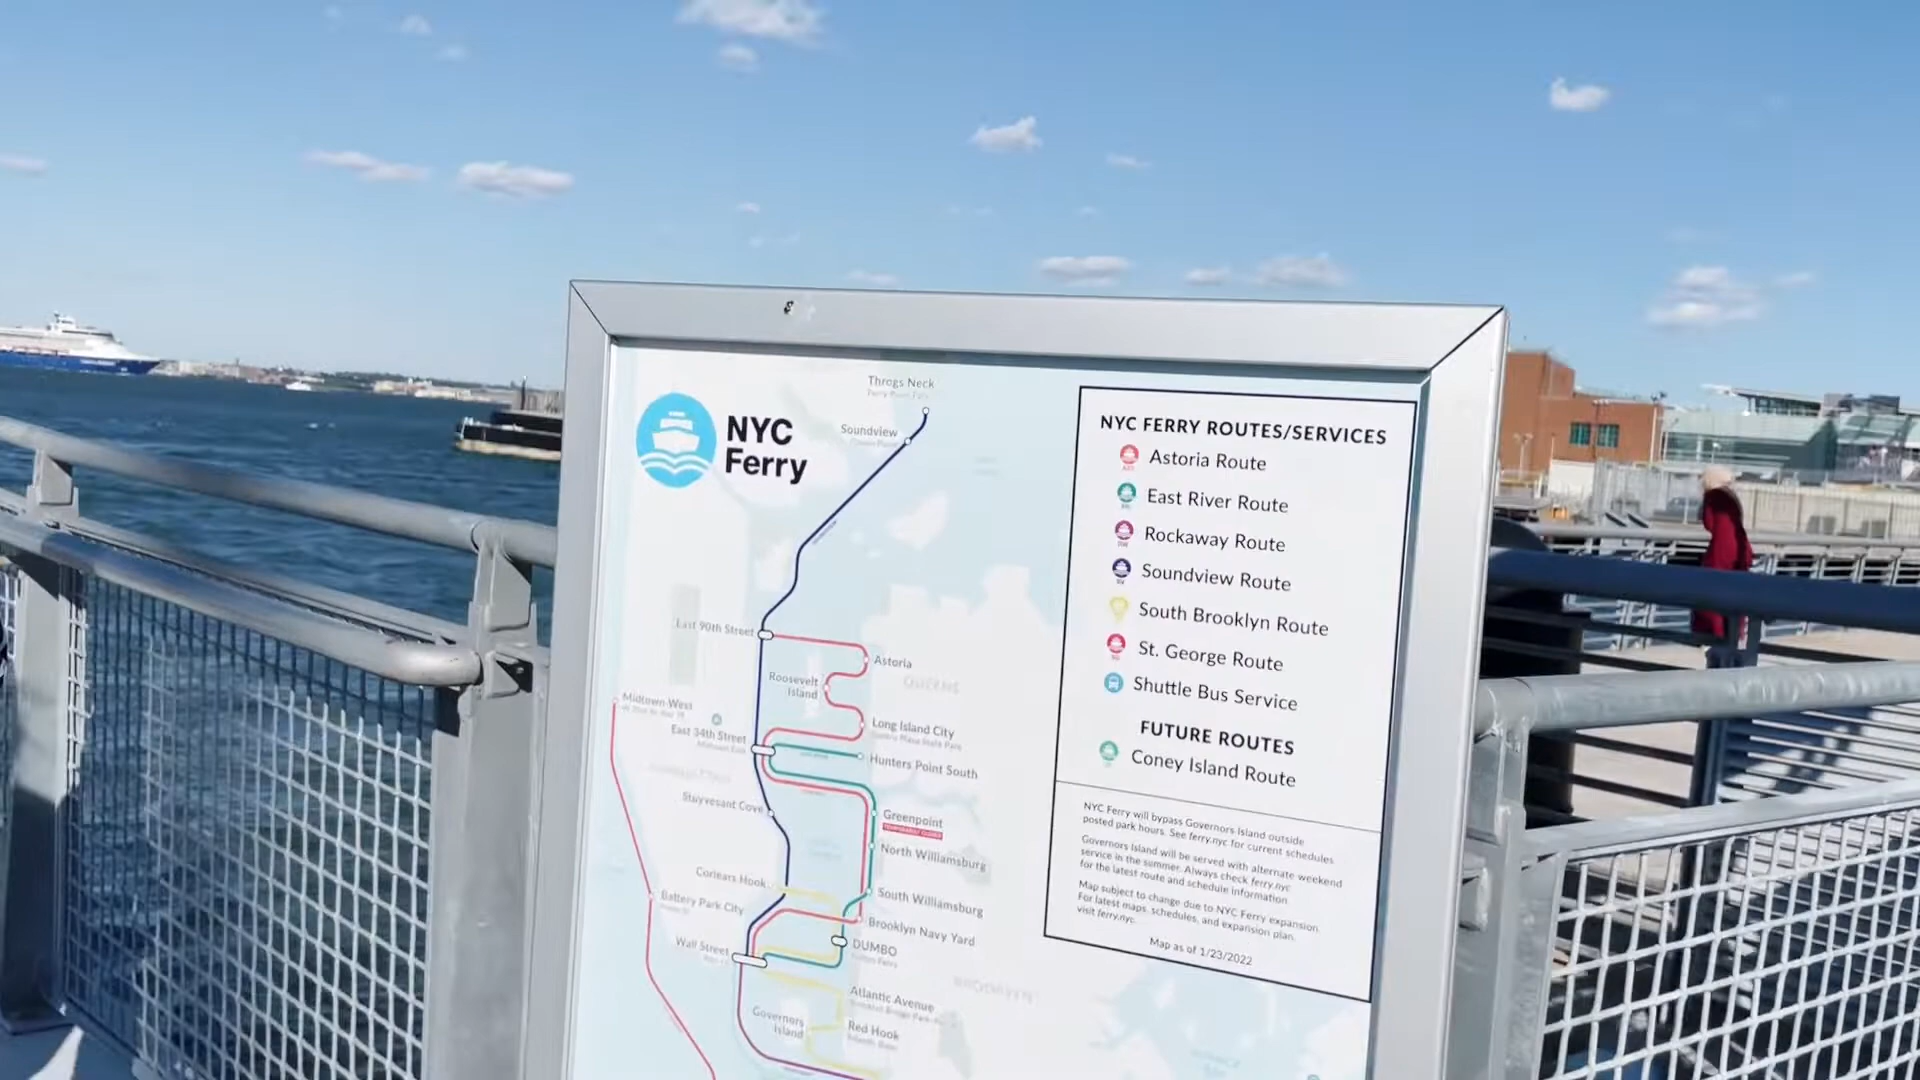 NYC
Ferry
Throgs Neck
Ferry Point Park
Soundview
East 90th Street
Astoria
Roosevelt
Island
QUEENS
Midtown West
Long Island City
East 34th Street
Hunters Point South
Stuyvesant Cove
Greenpoint
TEMPORARILY CLOSED
North Williamsburg
Corlears Hook
South Williamsburg
Battery Park City
Brooklyn Navy Yard
Wall Street
DUMBO
BROOKLYN
Atlantic Avenue
Governors
Island
Red Hook
NYC FERRY ROUTES/SERVICES
Astoria Route
East River Route
Rockaway Route
Soundview Route
South Brooklyn Route
St. George Route
Shuttle Bus Service
FUTURE ROUTES
Coney Island Route
NYC Ferry will bypass Governors Island outside
posted park hours. See ferry.nyc for current schedules
Governors Island will be served with alternate weekend
service in the summer. Always check ferry.nyc
for the latest route and schedule information.
Map subject to change due to NYC Ferry expansion.
For latest maps, schedules, and expansion plan,
visit ferry.nyc.
Map as of 1/23/2022